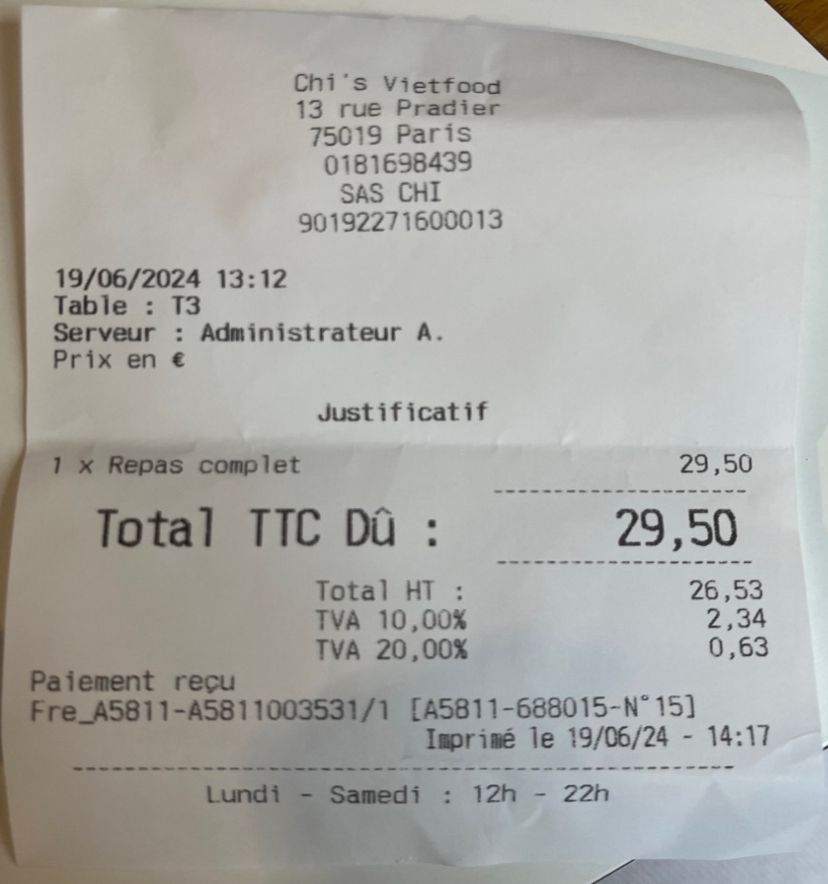 Chi's Vietfood
13 rue Pradier
75019 Paris
0181698439
SAS CHI
90192271600013
19/06/2024 13:12
Table : T3
Serveur : Administrateur A.
Prix en €
Justificatif
1 x Repas complet 29,50
Total TTC Dû : 29,50
Total HT : 26,53
TVA 10,00% 2,34
TVA 20,00% 0,63
Paiement reçu
Fre_A5811-A5811003531/1 [A5811-688015-N°15]
Imprimé le 19/06/24 - 14:17
Lundi - Samedi : 12h - 22h